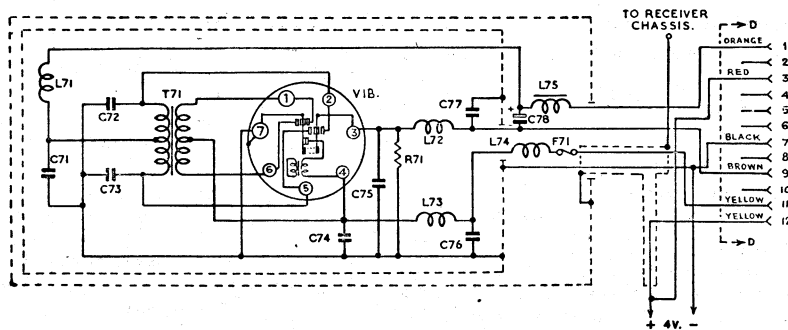 TO RECEIVER
CHASSIS.
D
ORANGE 1
2
RED 3
4
5
6
BLACK 7
8
BROWN 9
10
YELLOW 11
YELLOW 12
D
L71
C72
T71
VIB.
1
2
3
4
5
6
7
C71
C73
C77
L72
C78
+
L75
L74
F71
R71
C75
L73
C74
C76
+ 4V. −